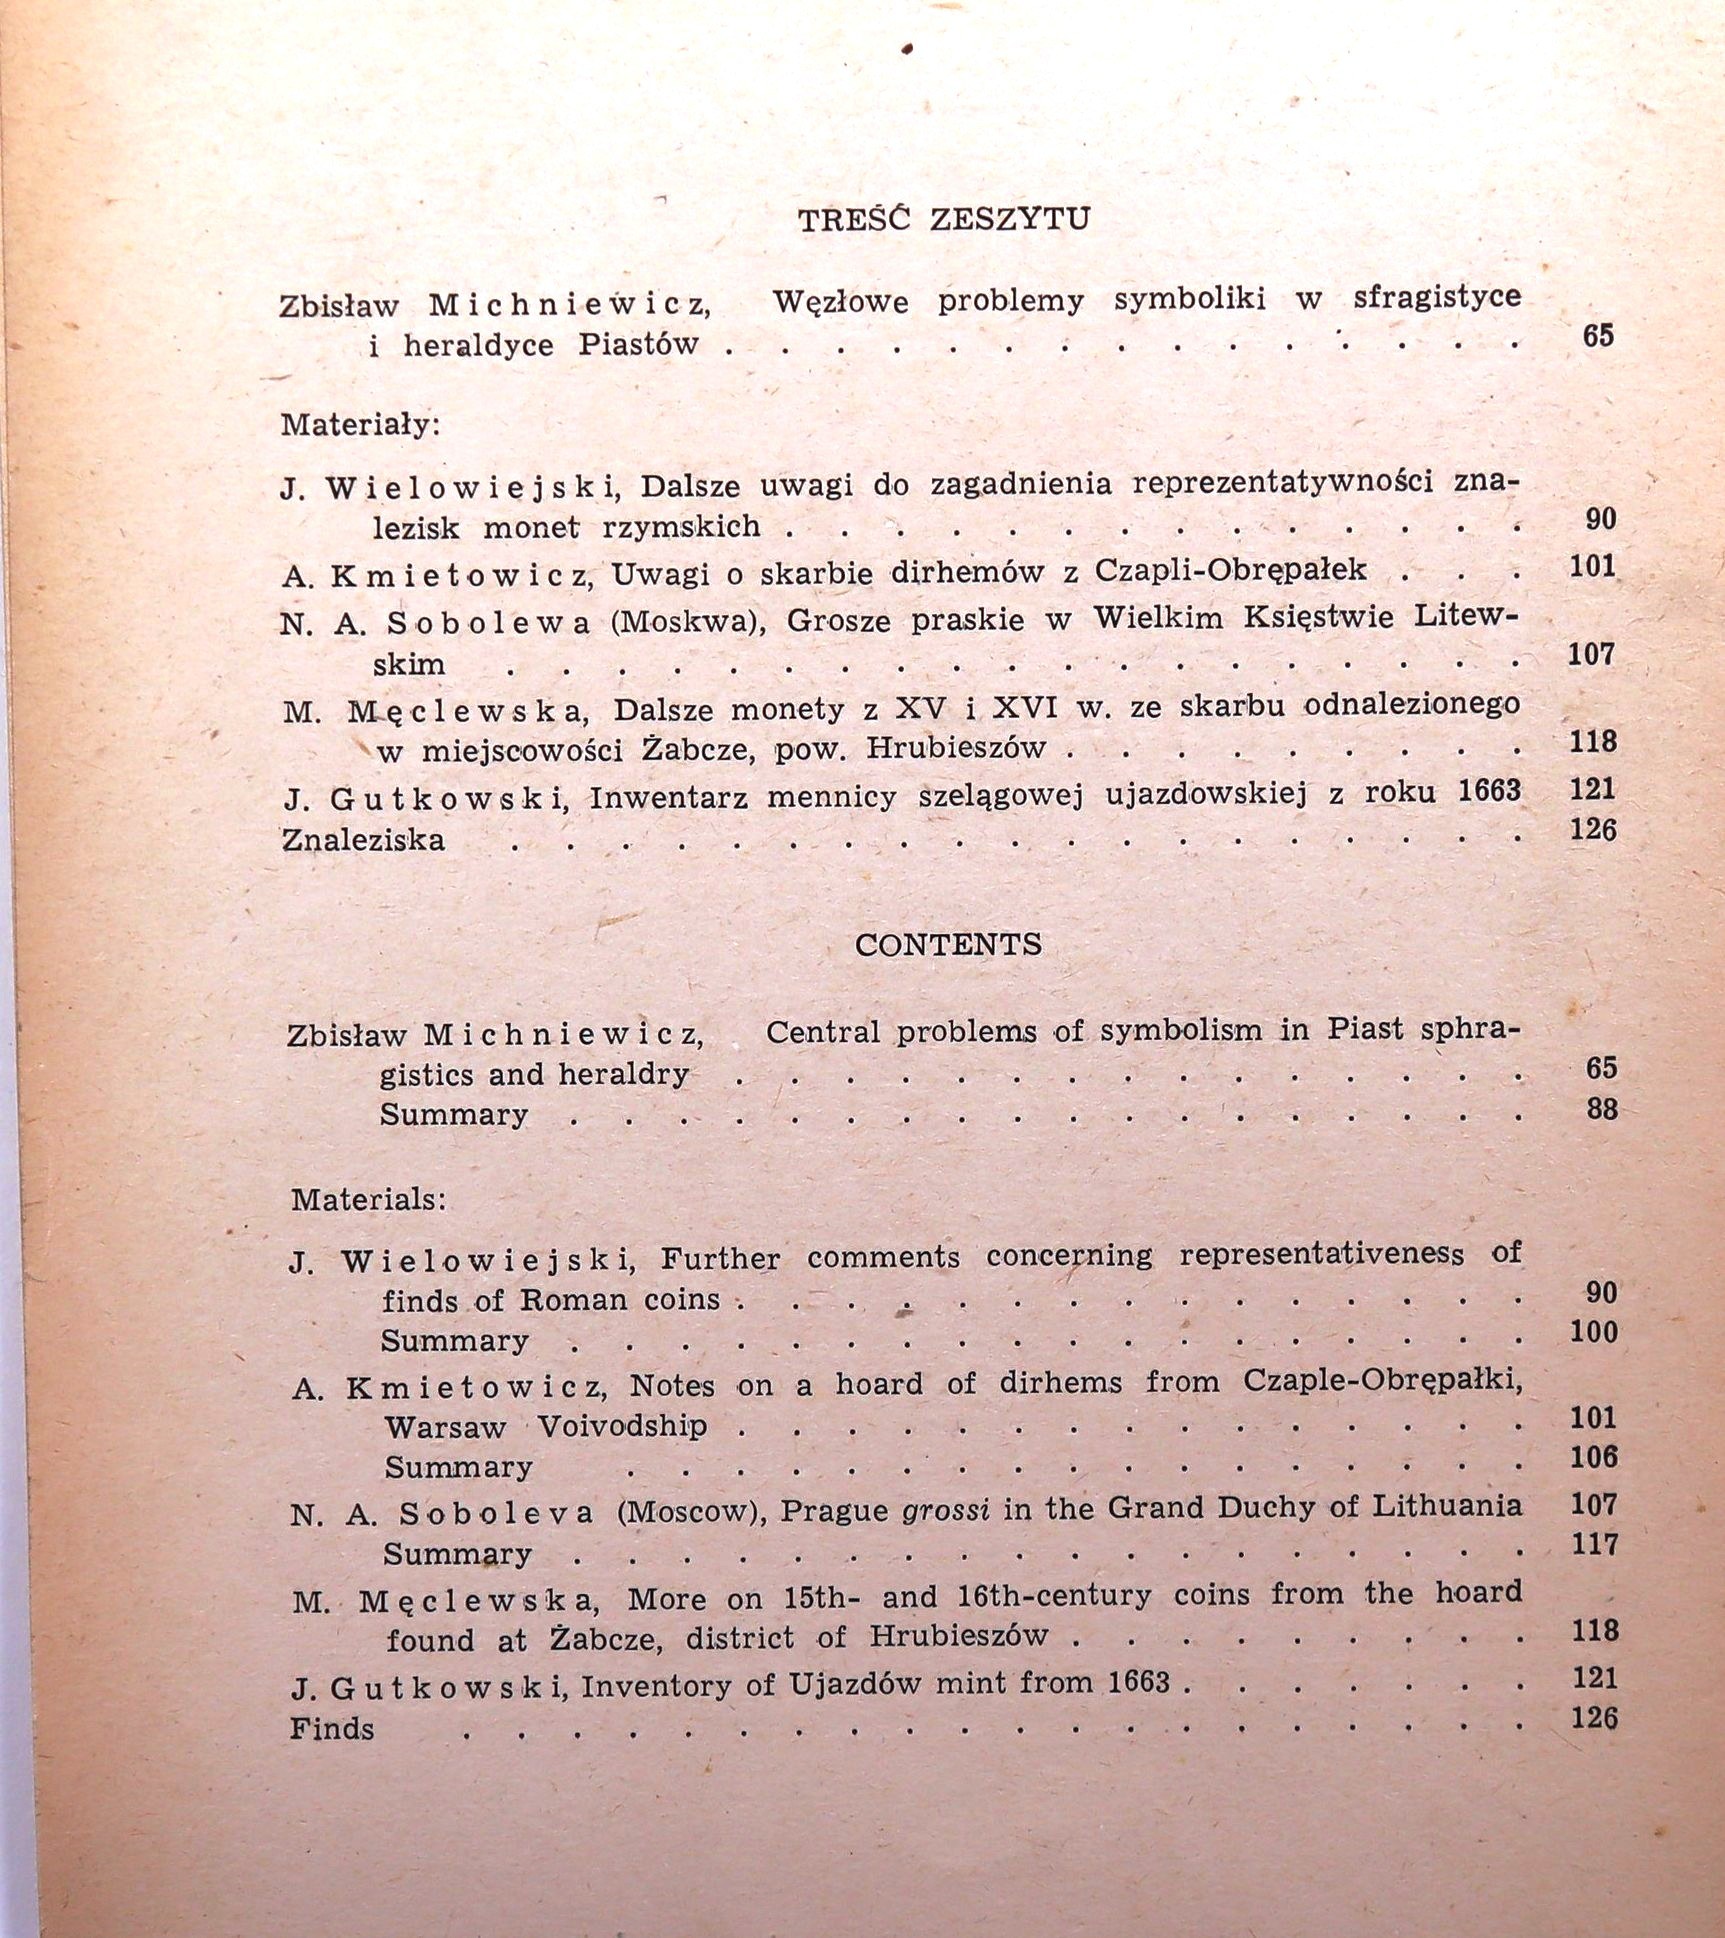 TREŚĆ ZESZYTU
Zbisław Michniewicz, Węzłowe problemy symboliki w sfragistyce
i heraldyce Piastów . . . . . . . . . . . . . . . 65
Materiały:
J. Wielowiejski, Dalsze uwagi do zagadnienia reprezentatywności zna-
lezisk monet rzymskich . . . . . . . . . . . . . . 90
A. Kmietowicz, Uwagi o skarbie dirhemów z Czapli-Obrępałek . . . 101
N. A. Sobolewa (Moskwa), Grosze praskie w Wielkim Księstwie Litew-
skim . . . . . . . . . . . . . . . . . . . 107
M. Męclewska, Dalsze monety z XV i XVI w. ze skarbu odnalezionego
w miejscowości Żabcze, pow. Hrubieszów . . . . . . . . . 118
J. Gutkowski, Inwentarz mennicy szelągowej ujazdowskiej z roku 1663 121
Znaleziska . . . . . . . . . . . . . . . . . . . 126
CONTENTS
Zbisław Michniewicz, Central problems of symbolism in Piast sphra-
gistics and heraldry . . . . . . . . . . . . . . . 65
Summary . . . . . . . . . . . . . . . . . . 88
Materials:
J. Wielowiejski, Further comments concerning representativeness of
finds of Roman coins . . . . . . . . . . . . . . . 90
Summary . . . . . . . . . . . . . . . . . . 100
A. Kmietowicz, Notes on a hoard of dirhems from Czaple-Obrępałki,
Warsaw Voivodship . . . . . . . . . . . . . . . 101
Summary . . . . . . . . . . . . . . . . . 106
N. A. Soboleva (Moscow), Prague grossi in the Grand Duchy of Lithuania 107
Summary . . . . . . . . . . . . . . . . . . 117
M. Męclewska, More on 15th- and 16th-century coins from the hoard
found at Żabcze, district of Hrubieszów . . . . . . . . . 118
J. Gutkowski, Inventory of Ujazdów mint from 1663 . . . . . . . 121
Finds . . . . . . . . . . . . . . . . . . . . 126